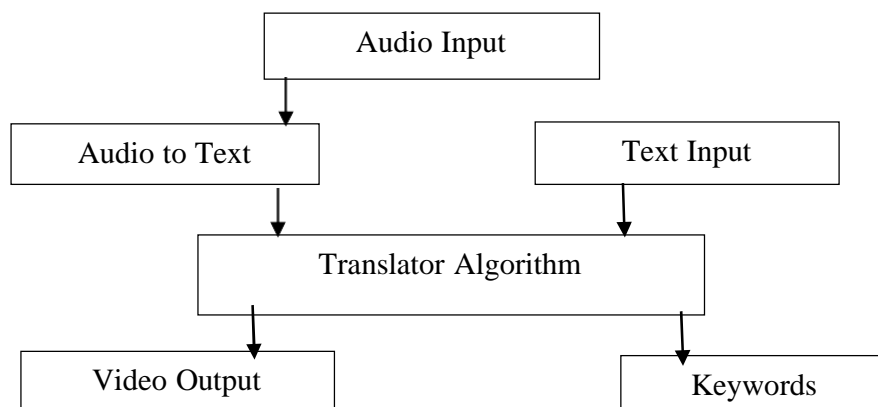 Audio Input
Audio to Text
Text Input
Translator Algorithm
Video Output
Keywords